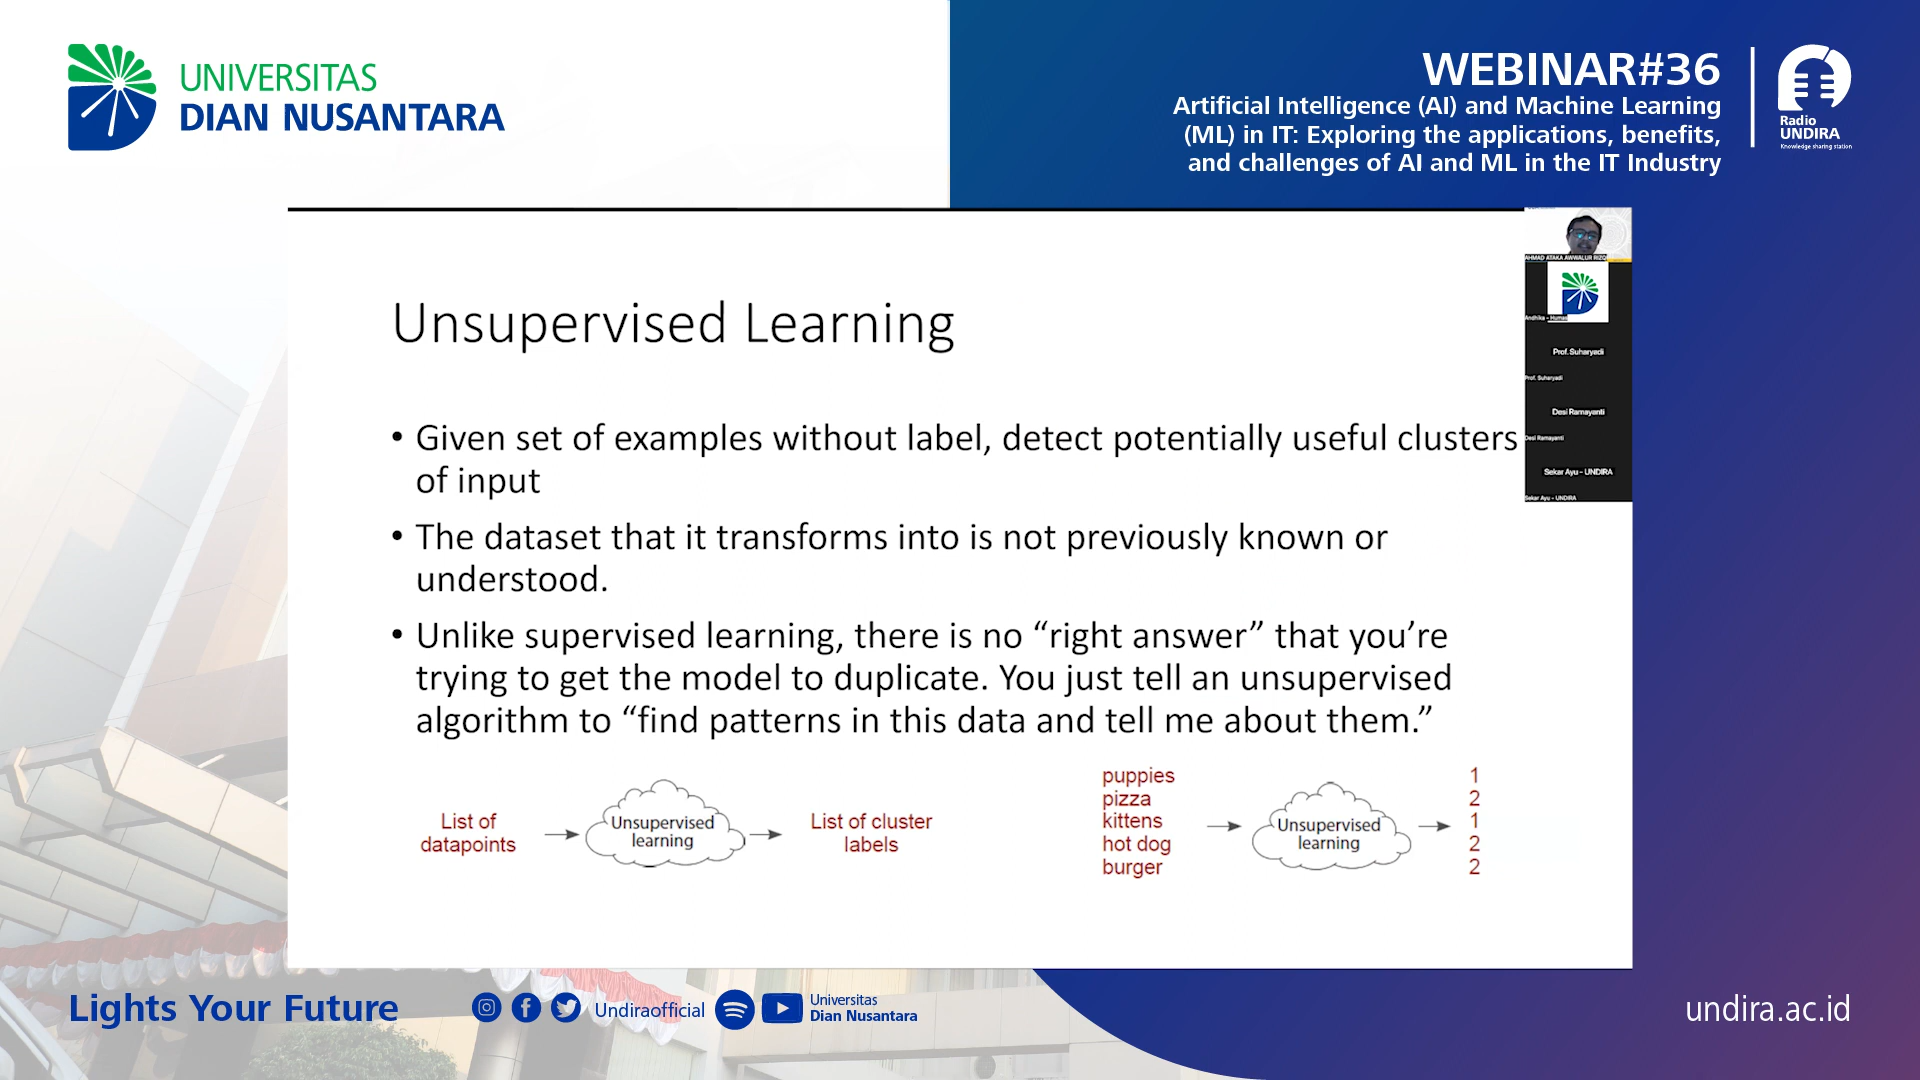 UNIVERSITAS
DIAN NUSANTARA
WEBINAR#36
Artificial Intelligence (AI) and Machine Learning
(ML) in IT: Exploring the applications, benefits,
and challenges of AI and ML in the IT Industry
Radio
UNDIRA
Knowledge sharing station
AHMAD ATAKA AWWALUR RIZQI
Andhika - Humas
Prof. Suharyadi
Prof. Suharyadi
Desi Ramayanti
Desi Ramayanti
Sekar Ayu - UNDIRA
Sekar Ayu - UNDIRA
Unsupervised Learning
• Given set of examples without label, detect potentially useful clusters
of input
• The dataset that it transforms into is not previously known or
understood.
• Unlike supervised learning, there is no “right answer” that you’re
trying to get the model to duplicate. You just tell an unsupervised
algorithm to “find patterns in this data and tell me about them.”
List of
datapoints
Unsupervised
learning
List of cluster
labels
puppies
pizza
kittens
hot dog
burger
Unsupervised
learning
1
2
1
2
2
Lights Your Future
Undiraofficial
Universitas
Dian Nusantara
undira.ac.id